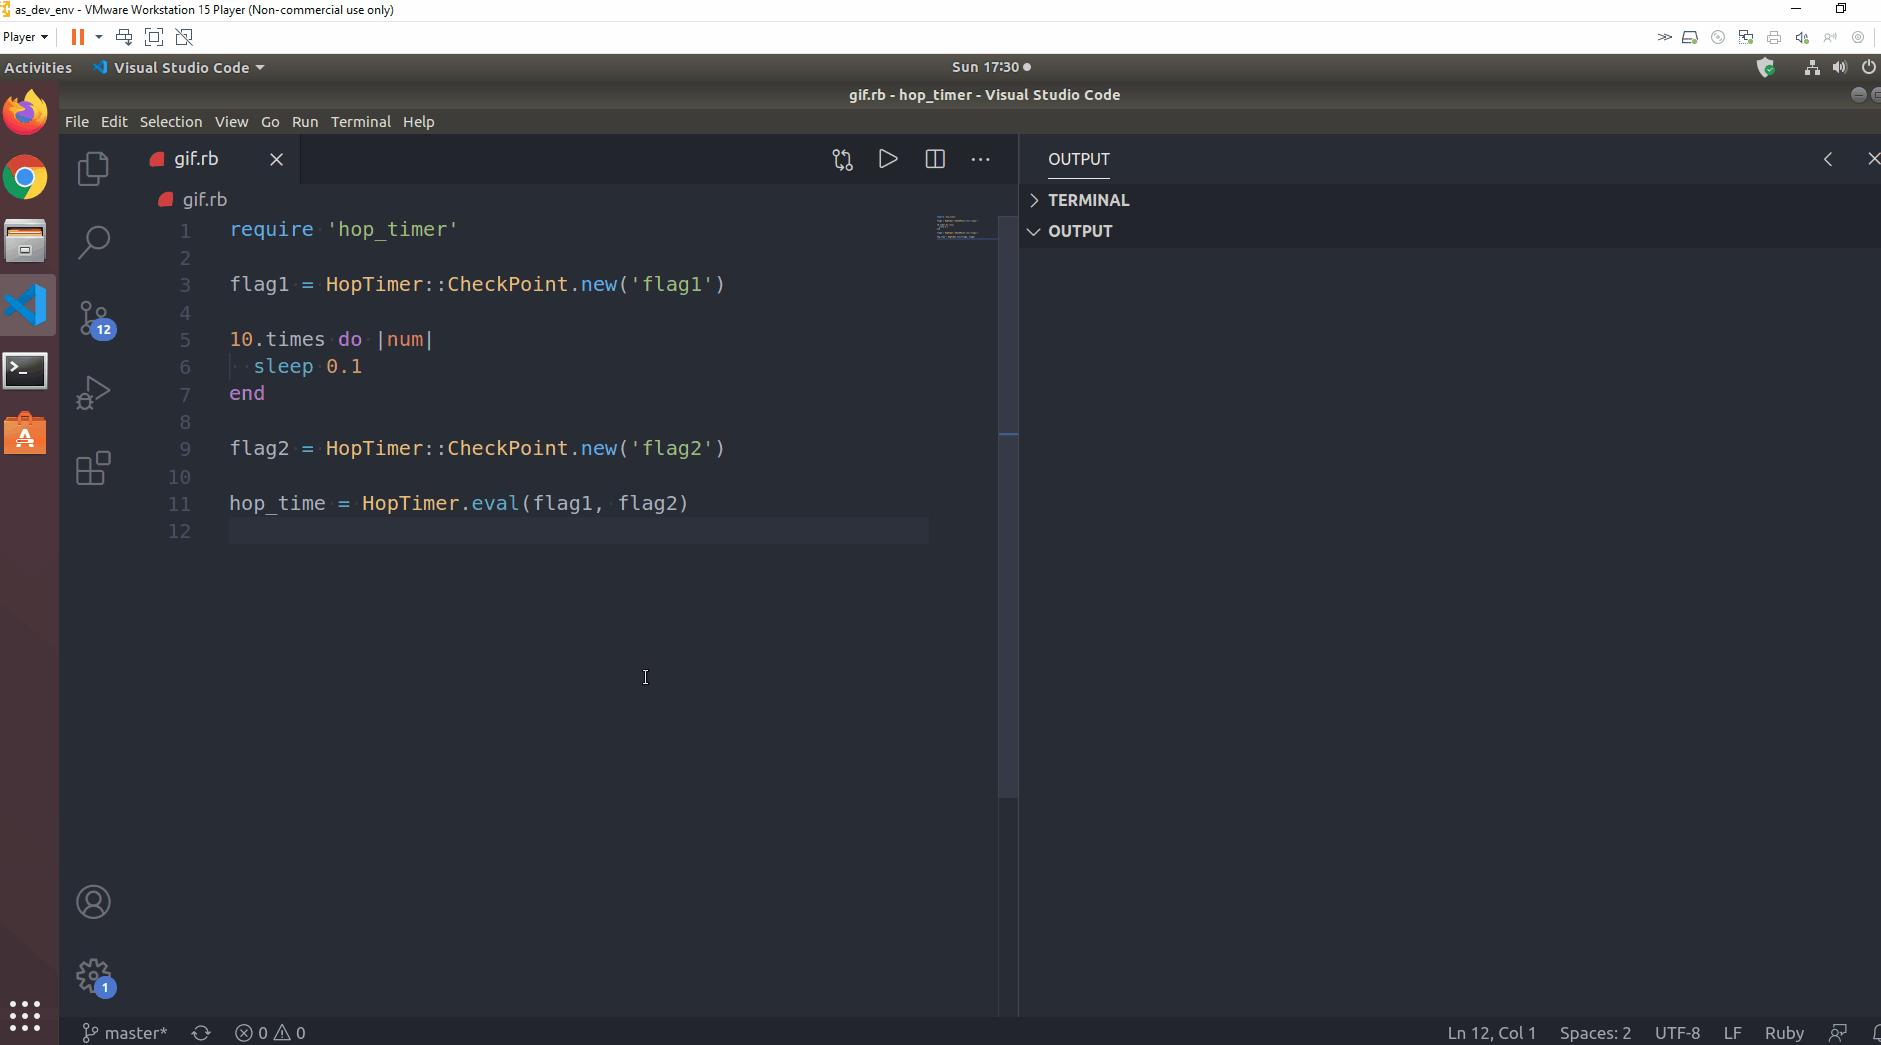 as_dev_env - VMware Workstation 15 Player (Non-commercial use only)
Player
Activities Visual Studio Code Sun 17:30
gif.rb - hop_timer - Visual Studio Code
File Edit Selection View Go Run Terminal Help
gif.rb
OUTPUT
gif.rb
TERMINAL
OUTPUT
1 require 'hop_timer'
2
3 flag1 = HopTimer::CheckPoint.new('flag1')
4
5 10.times do |num|
6 sleep 0.1
7 end
8
9 flag2 = HopTimer::CheckPoint.new('flag2')
10
11 hop_time = HopTimer.eval(flag1, flag2)
12
12
1
master* 0 0 Ln 12, Col 1 Spaces: 2 UTF-8 LF Ruby